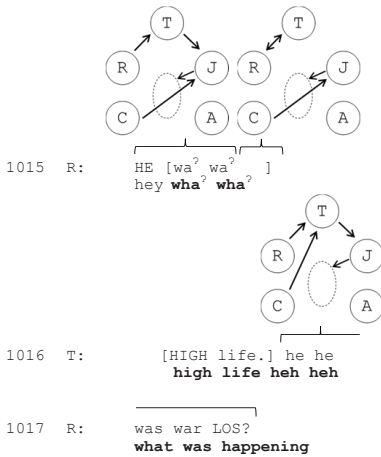 T T
R J R J
C A C A
1015 R: HE [wa? wa? ]
hey wha? wha?
T
R J
C A
1016 T: [HIGH life.] he he
high life heh heh
1017 R: was war LOS?
what was happening